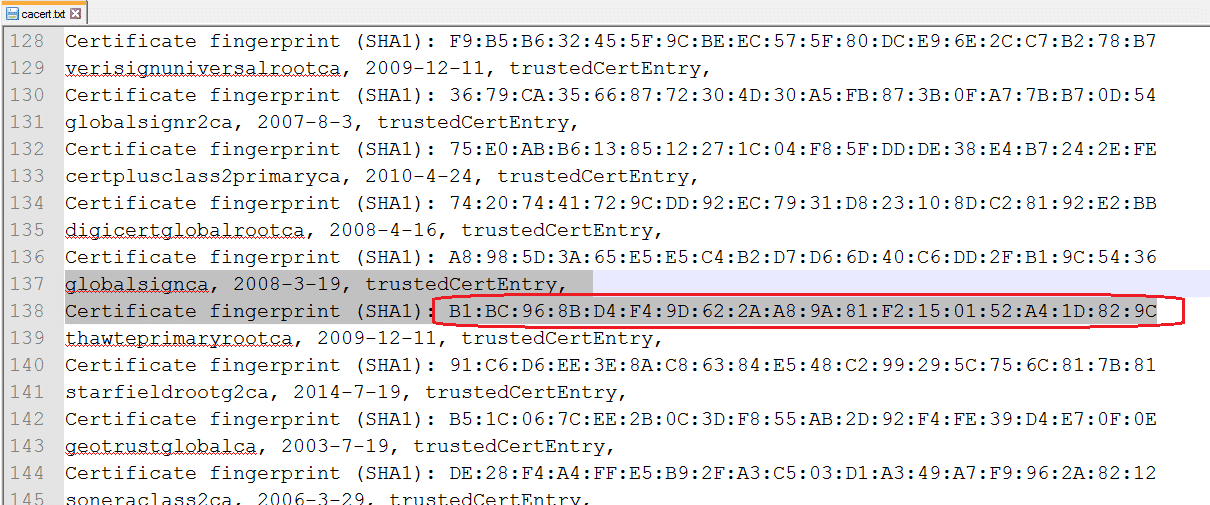 cacert.txt
128 Certificate fingerprint (SHA1): F9:B5:B6:32:45:5F:9C:BE:EC:57:5F:80:DC:E9:6E:2C:C7:B2:78:B7
129 verisignuniversalrootca, 2009-12-11, trustedCertEntry,
130 Certificate fingerprint (SHA1): 36:79:CA:35:66:87:72:30:4D:30:A5:FB:87:3B:0F:A7:7B:B7:0D:54
131 globalsignr2ca, 2007-8-3, trustedCertEntry,
132 Certificate fingerprint (SHA1): 75:E0:AB:B6:13:85:12:27:1C:04:F8:5F:DD:DE:38:E4:B7:24:2E:FE
133 certplusclass2primaryca, 2010-4-24, trustedCertEntry,
134 Certificate fingerprint (SHA1): 74:20:74:41:72:9C:DD:92:EC:79:31:D8:23:10:8D:C2:81:92:E2:BB
135 digicertglobalrootca, 2008-4-16, trustedCertEntry,
136 Certificate fingerprint (SHA1): A8:98:5D:3A:65:E5:E5:C4:B2:D7:D6:6D:40:C6:DD:2F:B1:9C:54:36
137 globalsignca, 2008-3-19, trustedCertEntry,
138 Certificate fingerprint (SHA1): B1:BC:96:8B:D4:F4:9D:62:2A:A8:9A:81:F2:15:01:52:A4:1D:82:9C
139 thawteprimaryrootca, 2009-12-11, trustedCertEntry,
140 Certificate fingerprint (SHA1): 91:C6:D6:EE:3E:8A:C8:63:84:E5:48:C2:99:29:5C:75:6C:81:7B:81
141 starfieldrootg2ca, 2014-7-19, trustedCertEntry,
142 Certificate fingerprint (SHA1): B5:1C:06:7C:EE:2B:0C:3D:F8:55:AB:2D:92:F4:FE:39:D4:E7:0F:0E
143 geotrustglobalca, 2003-7-19, trustedCertEntry,
144 Certificate fingerprint (SHA1): DE:28:F4:A4:FF:E5:B9:2F:A3:C5:03:D1:A3:49:A7:F9:96:2A:82:12
145 soneraclass2ca, 2006-3-29, trustedCertEntry,